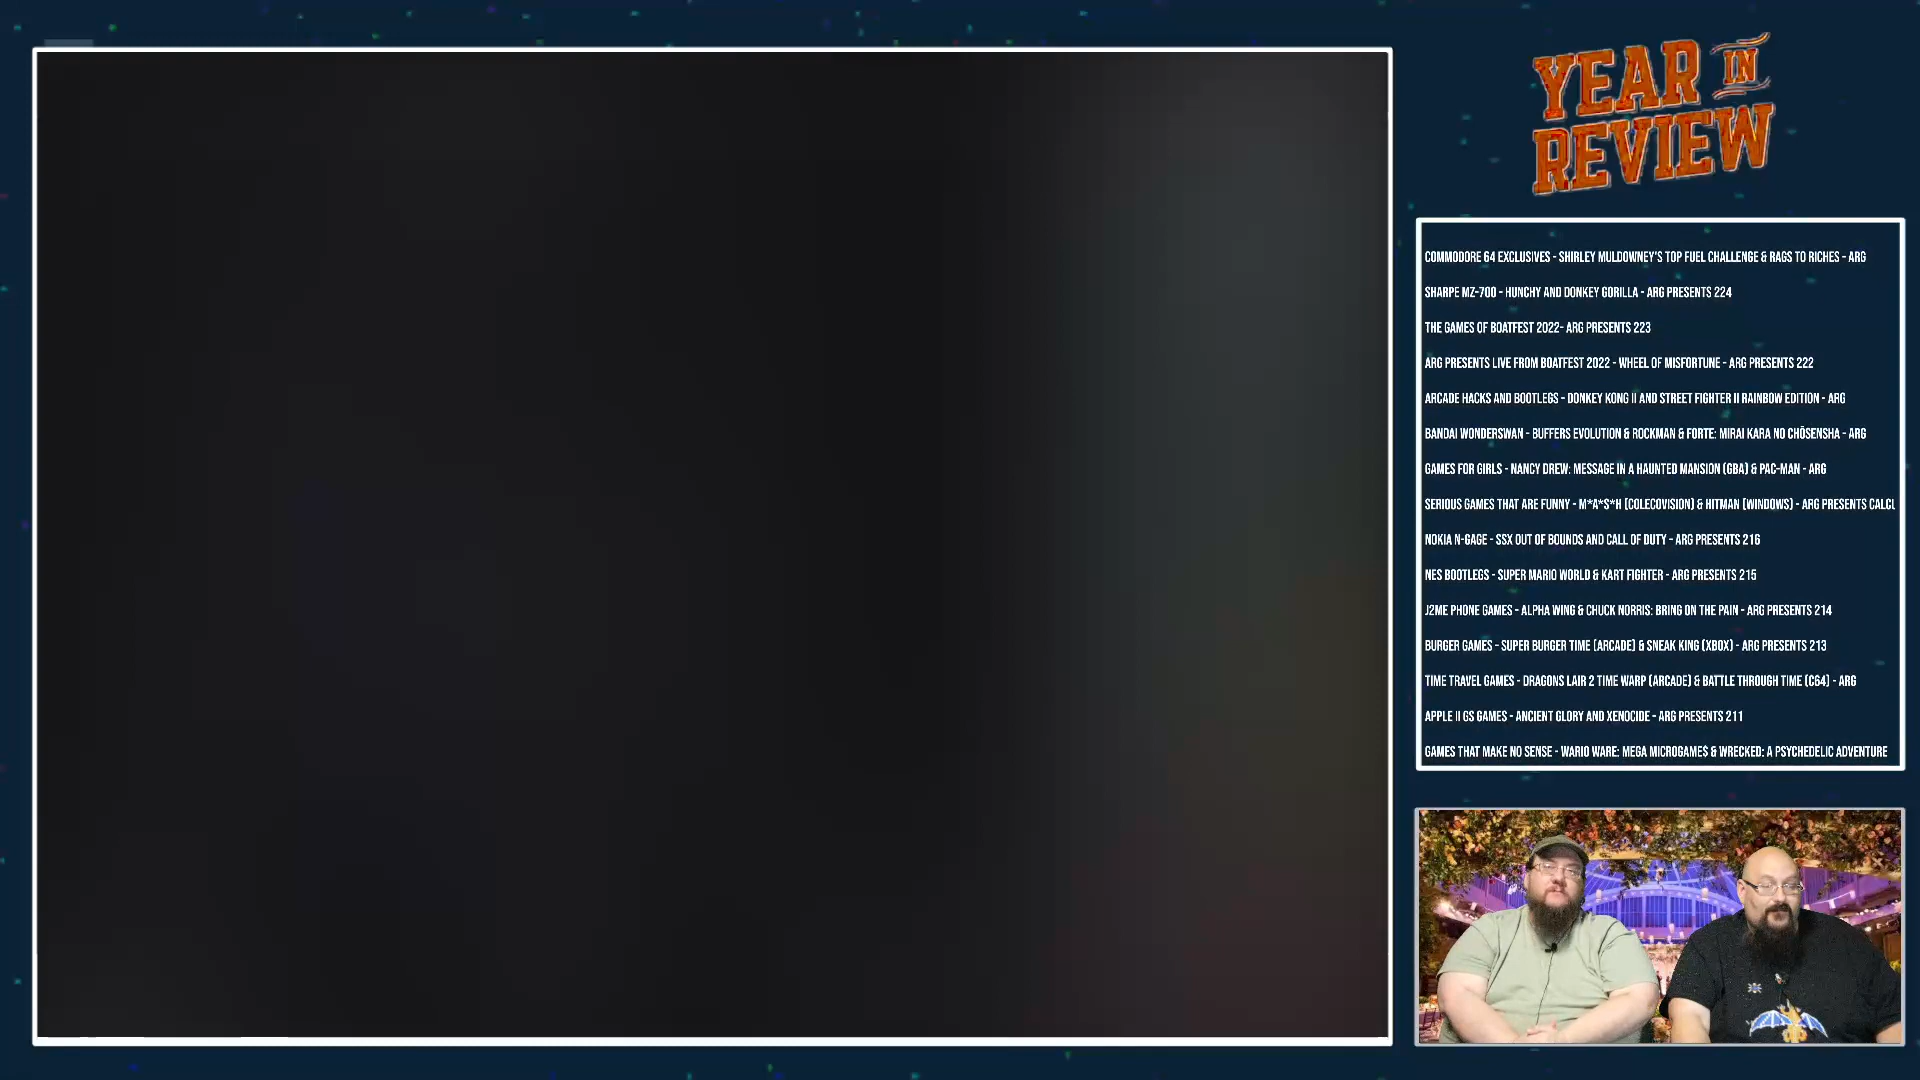 YEAR IN
REVIEW
COMMODORE 64 EXCLUSIVES - SHIRLEY MULDOWNEY'S TOP FUEL CHALLENGE & RAGS TO RICHES - ARG
SHARPE MZ-700 - HUNCHY AND DONKEY GORILLA - ARG PRESENTS 224
THE GAMES OF BOATFEST 2022- ARG PRESENTS 223
ARG PRESENTS LIVE FROM BOATFEST 2022 - WHEEL OF MISFORTUNE - ARG PRESENTS 222
ARCADE HACKS AND BOOTLEGS - DONKEY KONG II AND STREET FIGHTER II RAINBOW EDITION - ARG
BANDAI WONDERSWAN - BUFFERS EVOLUTION & ROCKMAN & FORTE: MIRAI KARA NO CHŌSENSHA - ARG
GAMES FOR GIRLS - NANCY DREW: MESSAGE IN A HAUNTED MANSION (GBA) & PAC-MAN - ARG
SERIOUS GAMES THAT ARE FUNNY - M*A*S*H (COLECOVISION) & HITMAN (WINDOWS) - ARG PRESENTS CALCU
NOKIA N-GAGE - SSX OUT OF BOUNDS AND CALL OF DUTY - ARG PRESENTS 216
NES BOOTLEGS - SUPER MARIO WORLD & KART FIGHTER - ARG PRESENTS 215
J2ME PHONE GAMES - ALPHA WING & CHUCK NORRIS: BRING ON THE PAIN - ARG PRESENTS 214
BURGER GAMES - SUPER BURGER TIME (ARCADE) & SNEAK KING (XBOX) - ARG PRESENTS 213
TIME TRAVEL GAMES - DRAGONS LAIR 2 TIME WARP (ARCADE) & BATTLE THROUGH TIME (C64) - ARG
APPLE II GS GAMES - ANCIENT GLORY AND XENOCIDE - ARG PRESENTS 211
GAMES THAT MAKE NO SENSE - WARIO WARE: MEGA MICROGAME$ & WRECKED: A PSYCHEDELIC ADVENTURE